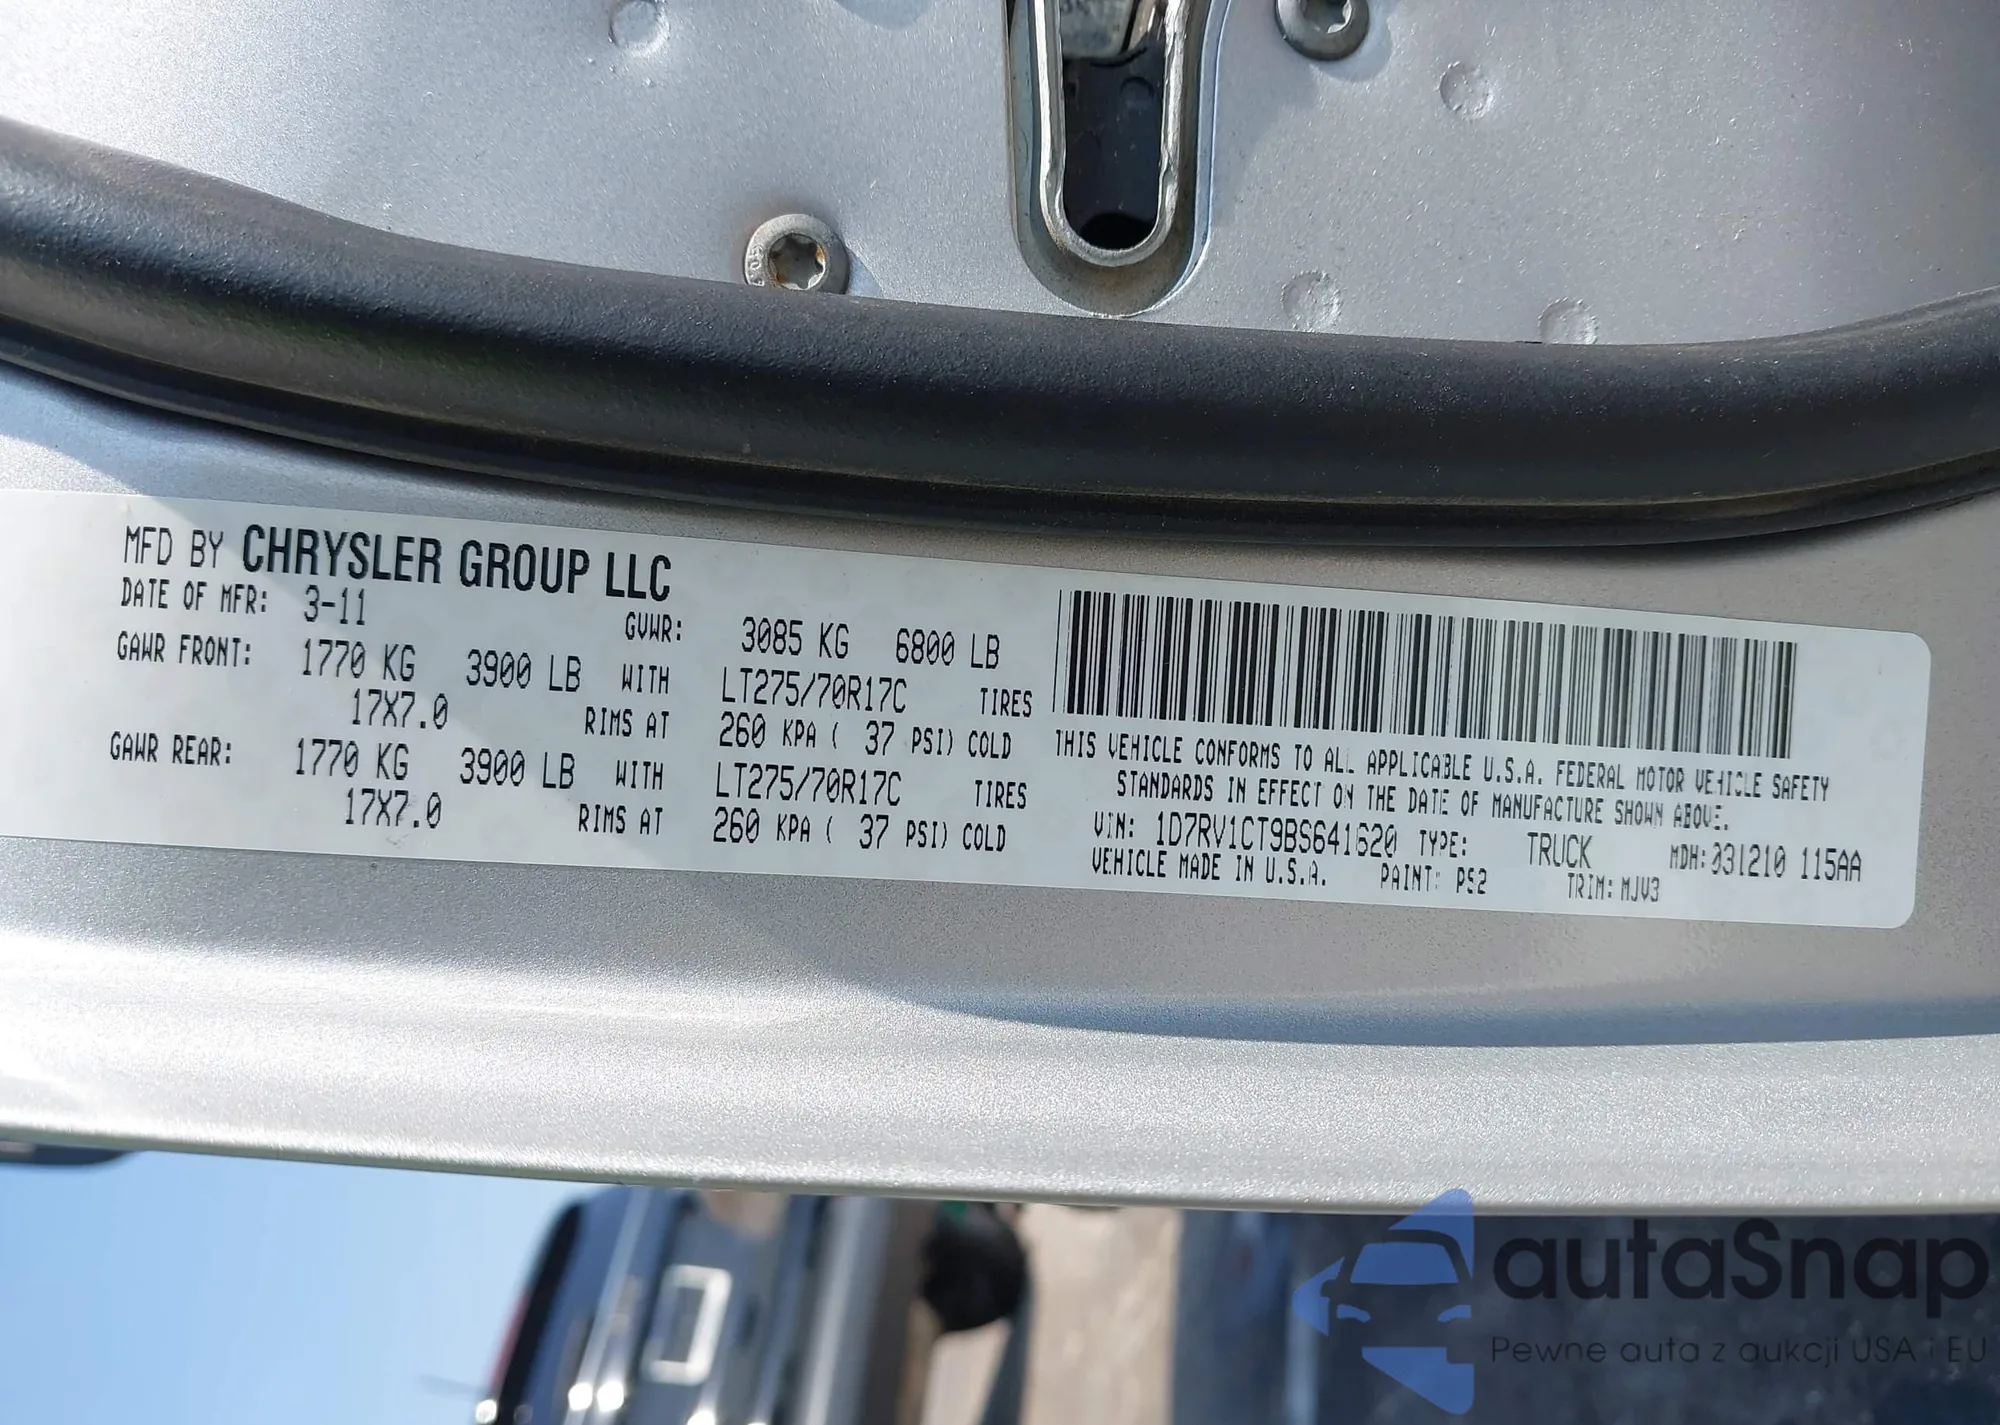 MFD BY CHRYSLER GROUP LLC
DATE OF MFR: 3-11 GVWR: 3085 KG 6800 LB
GAWR FRONT: 1770 KG 3900 LB WITH LT275/70R17C TIRES
17X7.0 RIMS AT 260 KPA ( 37 PSI) COLD
GAWR REAR: 1770 KG 3900 LB WITH LT275/70R17C TIRES
17X7.0 RIMS AT 260 KPA ( 37 PSI) COLD
THIS VEHICLE CONFORMS TO ALL APPLICABLE U.S.A. FEDERAL MOTOR VEHICLE SAFETY
STANDARDS IN EFFECT ON THE DATE OF MANUFACTURE SHOWN ABOVE.
VIN: 1D7RV1CT9BS641620 TYPE: TRUCK MDH: 031210 115AA
VEHICLE MADE IN U.S.A. PAINT: PS2 TRIM: MJV3
autaSnap
Pewne auta z aukcji USA i EU